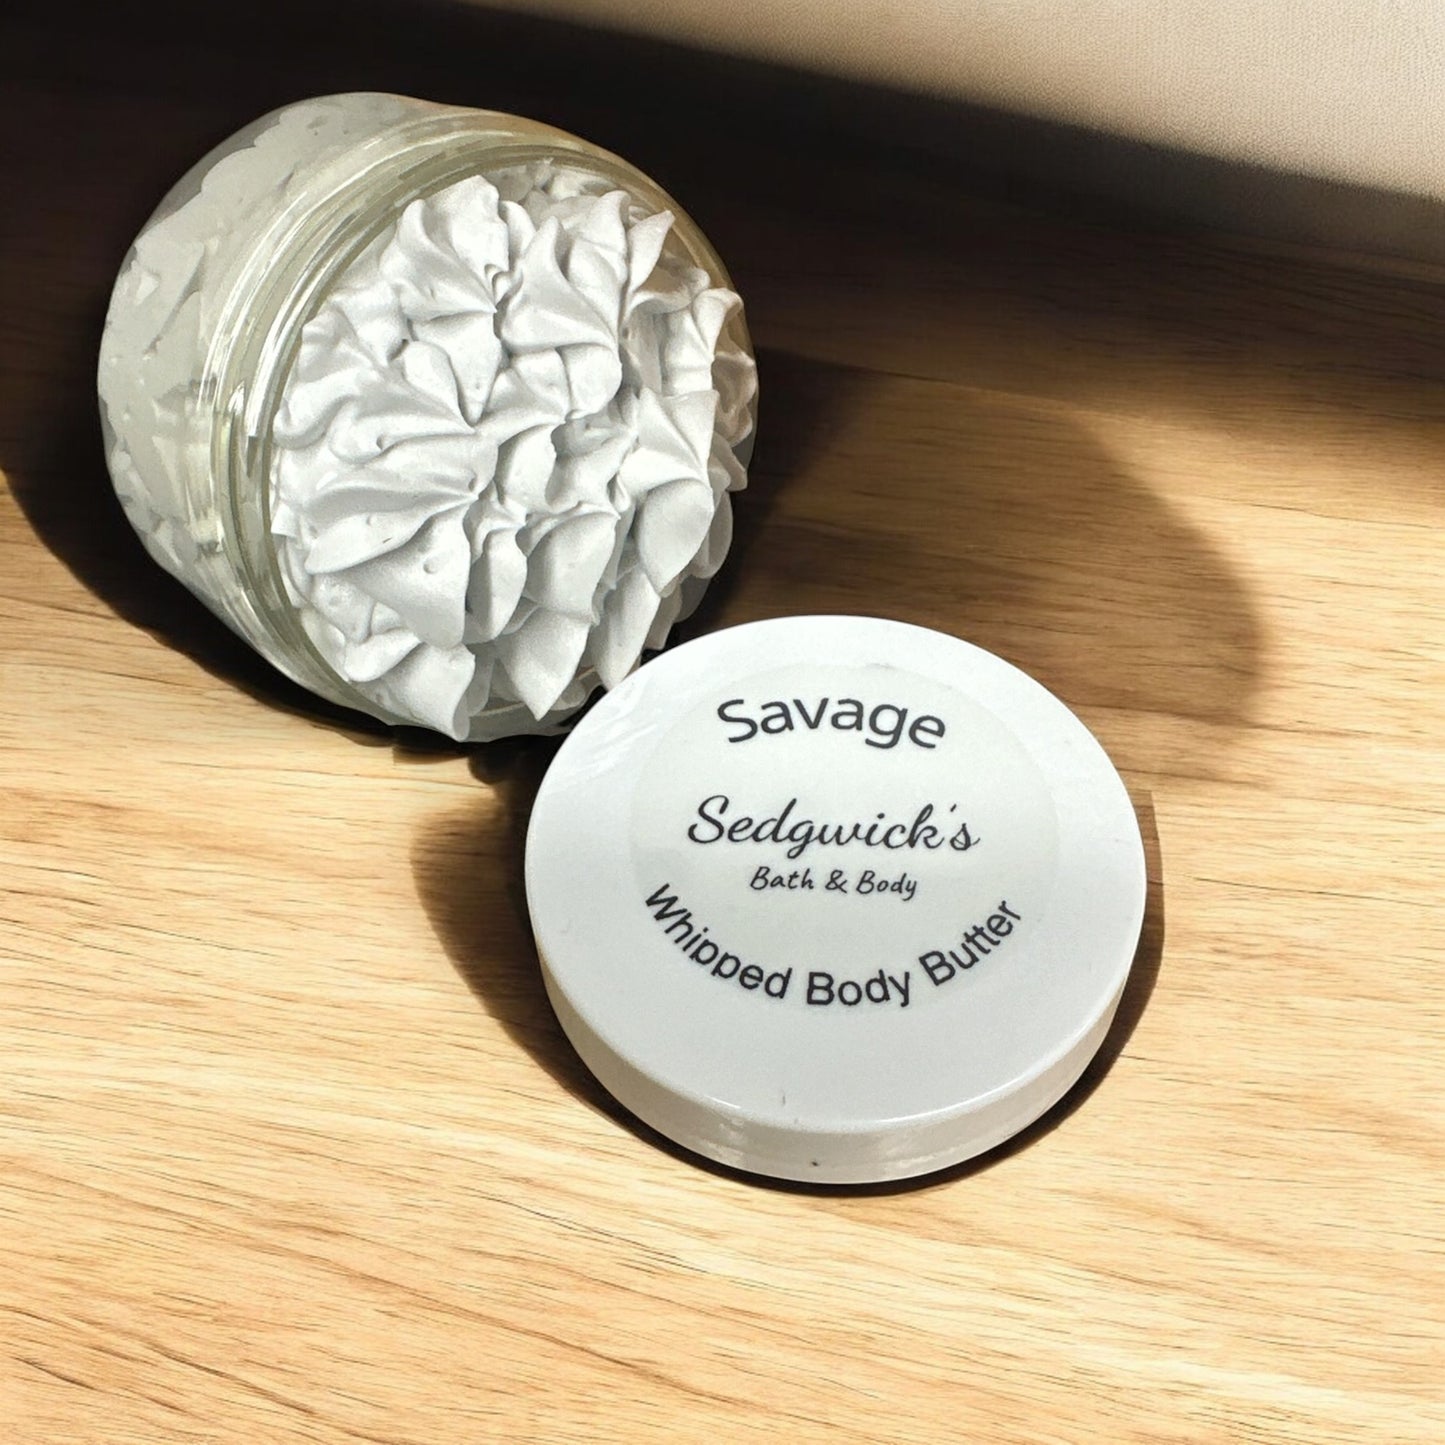 Savage
Sedgwick's
Bath & Body
Whipped Body Butter